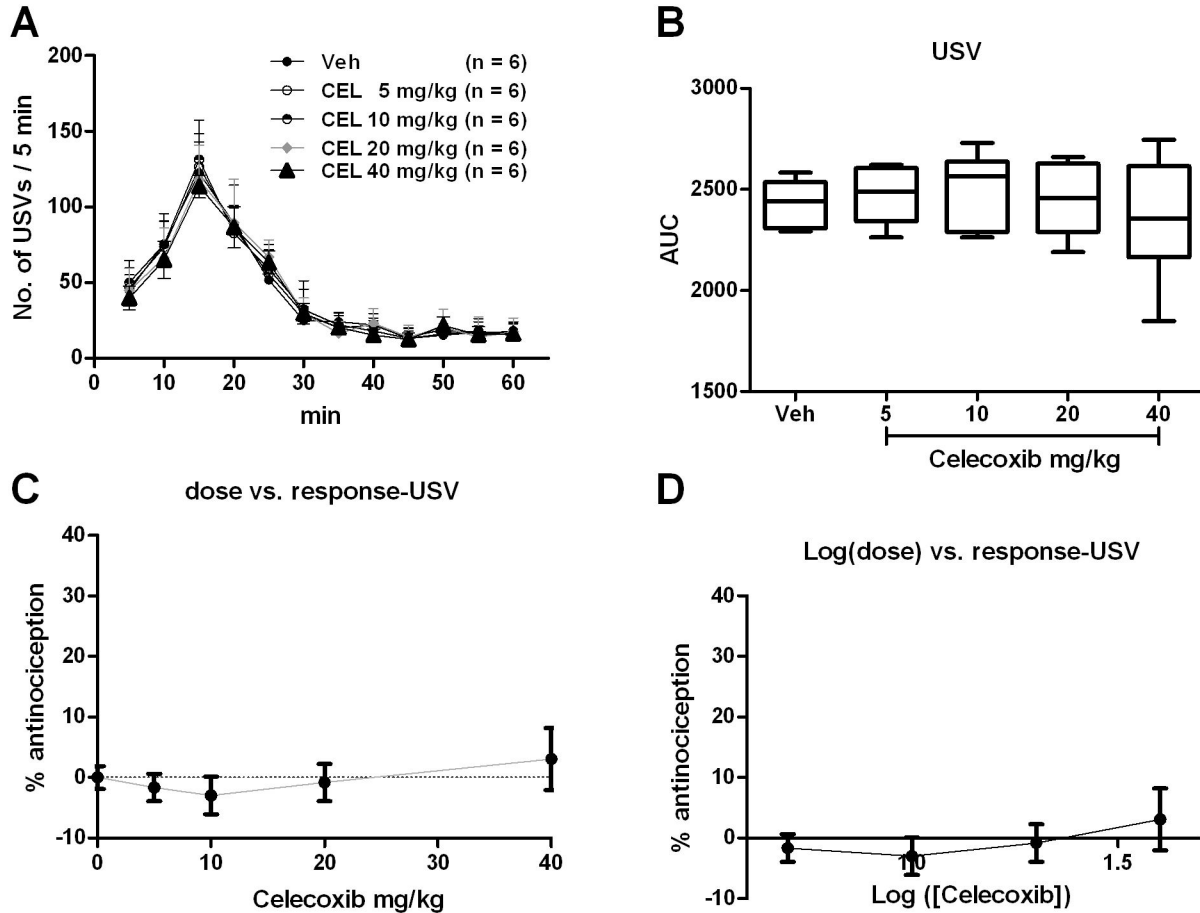 A
No. of USVs / 5 min
200
150
100
50
0
0 10 20 30 40 50 60
min
Veh (n = 6)
CEL 5 mg/kg (n = 6)
CEL 10 mg/kg (n = 6)
CEL 20 mg/kg (n = 6)
CEL 40 mg/kg (n = 6)
B
USV
AUC
3000
2500
2000
1500
Veh 5 10 20 40
Celecoxib mg/kg
C
dose vs. response-USV
% antinociception
40
30
20
10
0
-10
0 10 20 30 40
Celecoxib mg/kg
D
Log(dose) vs. response-USV
% antinociception
40
30
20
10
0
-10
1.0 1.5
Log ([Celecoxib])